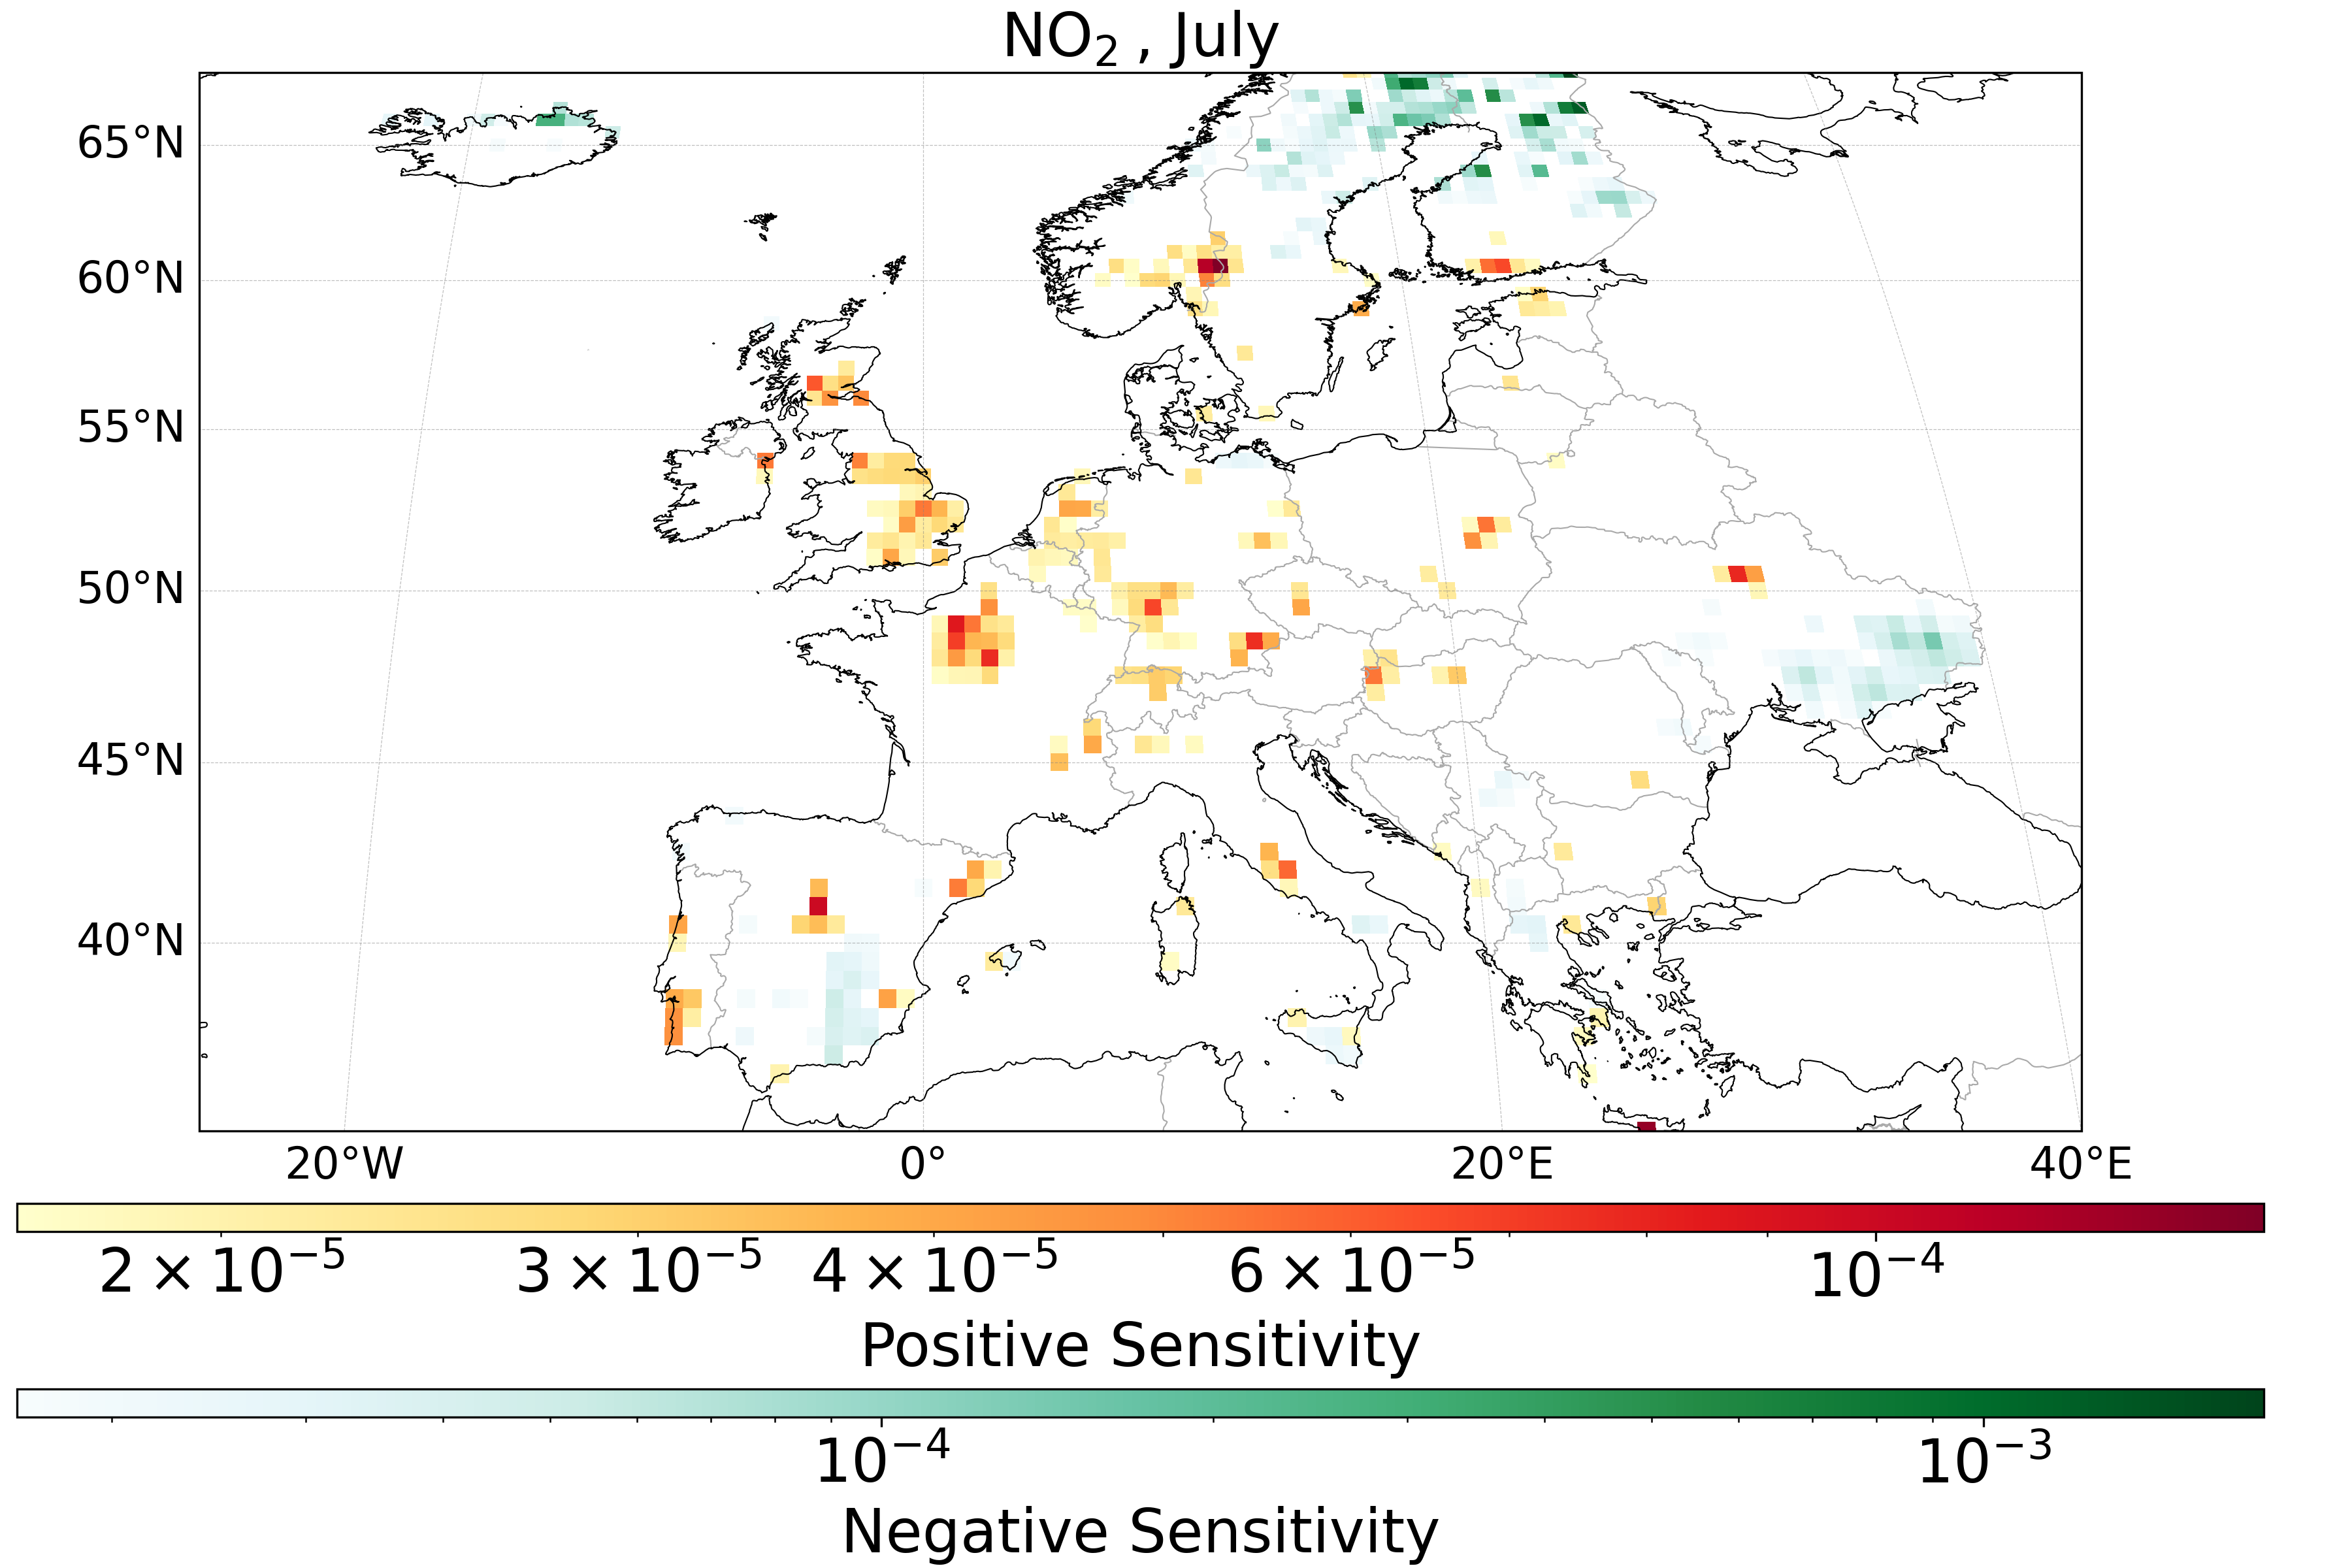 NO₂ , July
65°N
60°N
55°N
50°N
45°N
40°N
20°W 0° 20°E 40°E
2 × 10⁻⁵ 3 × 10⁻⁵ 4 × 10⁻⁵ 6 × 10⁻⁵ 10⁻⁴
Positive Sensitivity
10⁻⁴ 10⁻³
Negative Sensitivity